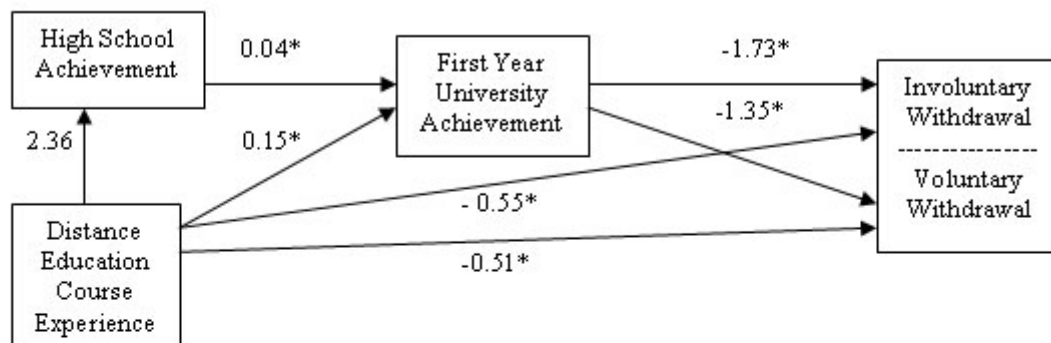 High School
Achievement
0.04*
First Year
University
Achievement
-1.73*
-1.35*
Involuntary
Withdrawal
---------------
Voluntary
Withdrawal
2.36
0.15*
- 0.55*
-0.51*
Distance
Education
Course
Experience